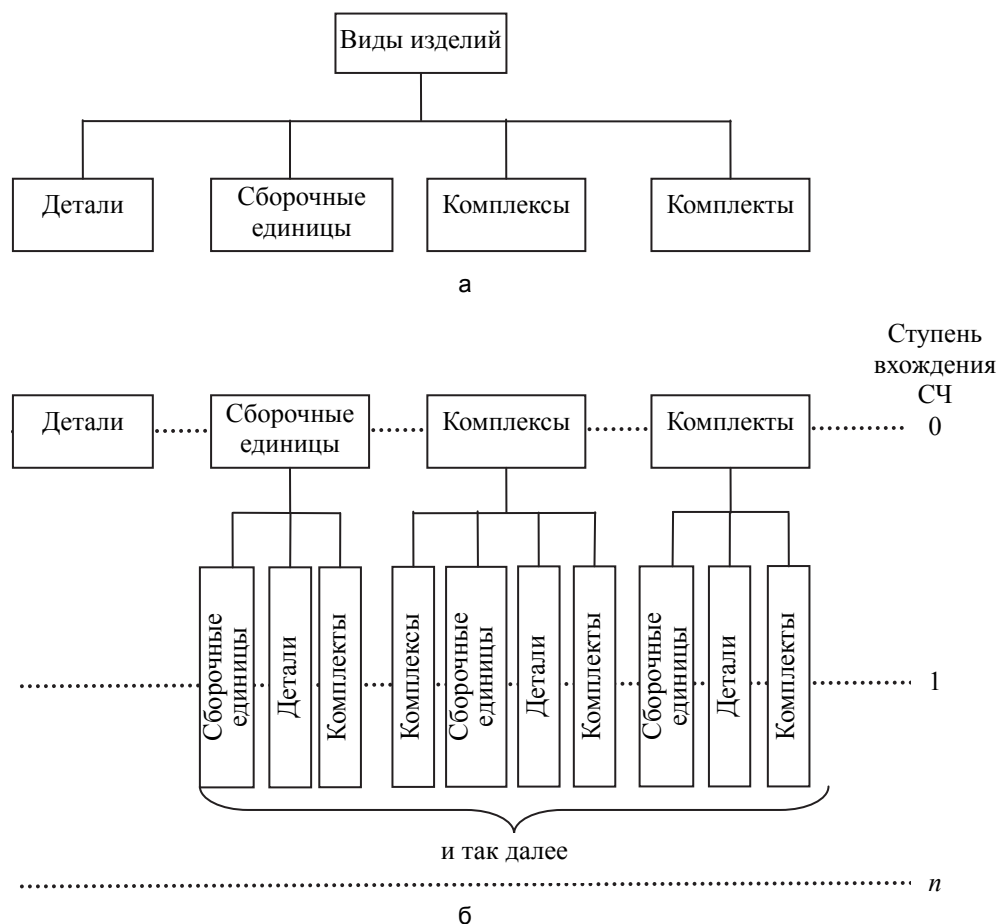 Виды изделий
Детали
Сборочные
единицы
Комплексы
Комплекты
а
Ступень
вхождения
СЧ
0
Детали
Сборочные
единицы
Комплексы
Комплекты
Сборочные
единицы
Детали
Комплекты
Комплексы
Сборочные
единицы
Детали
Комплекты
Сборочные
единицы
Детали
Комплекты
1
и так далее
n
б